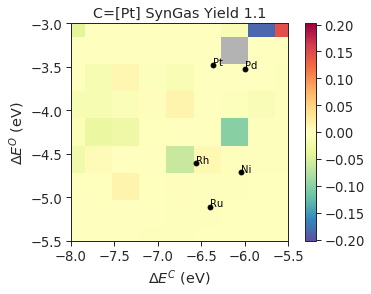 C=[Pt] SynGas Yield 1.1
−3.0
−3.5
−4.0
−4.5
−5.0
−5.5
ΔE^O (eV)
Pt
Pd
Rh
Ni
Ru
−8.0 −7.5 −7.0 −6.5 −6.0 −5.5
ΔE^C (eV)
0.20
0.15
0.10
0.05
0.00
−0.05
−0.10
−0.15
−0.20